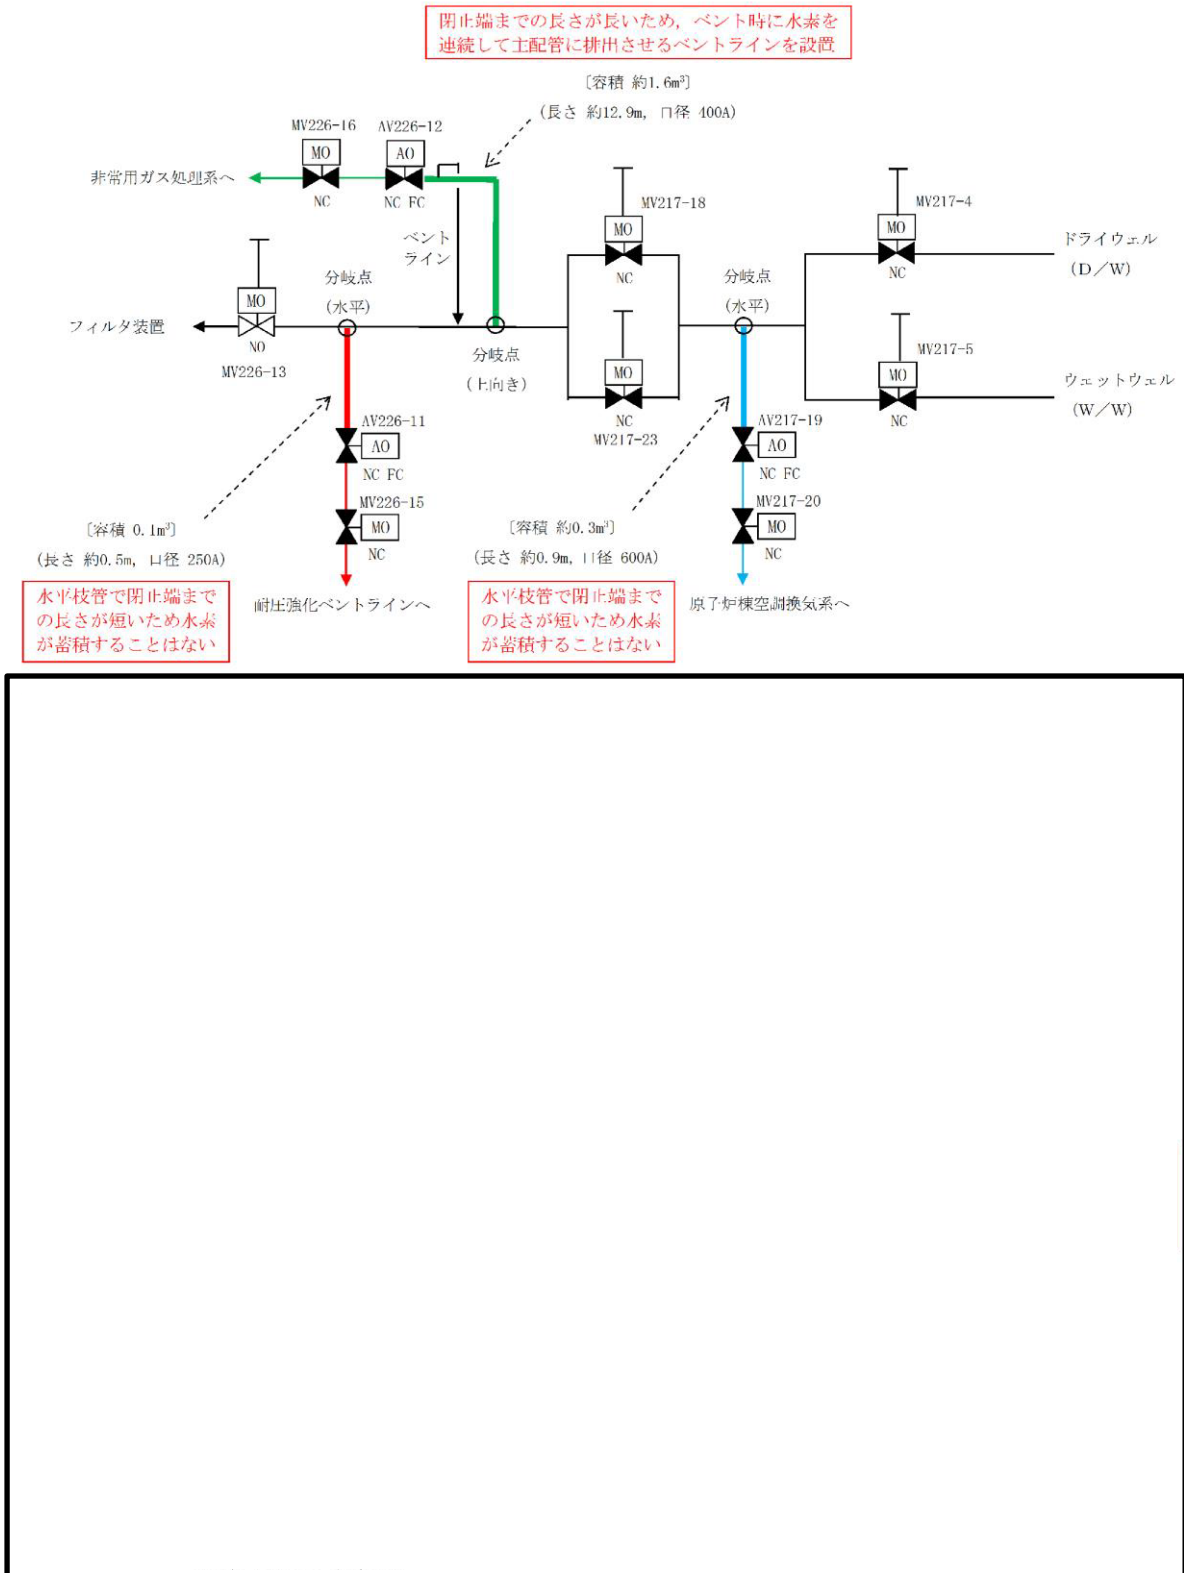 閉止端までの長さが長いため，ベント時に水素を
連続して主配管に排出させるベントラインを設置
〔容積 約1.6m³〕
(長さ 約12.9m, 口径 400A)
MV226-16
AV226-12
MO
AO
非常用ガス処理系へ
NC
NC FC
MV217-18
MO
NC
MV217-4
MO
NC
ドライウェル
（D／W）
ベント
ライン
分岐点
(水平)
分岐点
(水平)
MO
フィルタ装置
NO
MV226-13
分岐点
(上向き)
MO
NC
MV217-23
MV217-5
MO
NC
ウェットウェル
（W／W）
AV226-11
AO
NC FC
AV217-19
AO
NC FC
MV226-15
MO
NC
MV217-20
MO
NC
〔容積 0.1m³〕
(長さ 約0.5m, 口径 250A)
〔容積 約0.3m³〕
(長さ 約0.9m, 口径 600A)
水平枝管で閉止端まで
の長さが短いため水素
が蓄積することはない
耐圧強化ベントラインへ
水平枝管で閉止端まで
の長さが短いため水素
が蓄積することはない
原子炉棟空調換気系へ